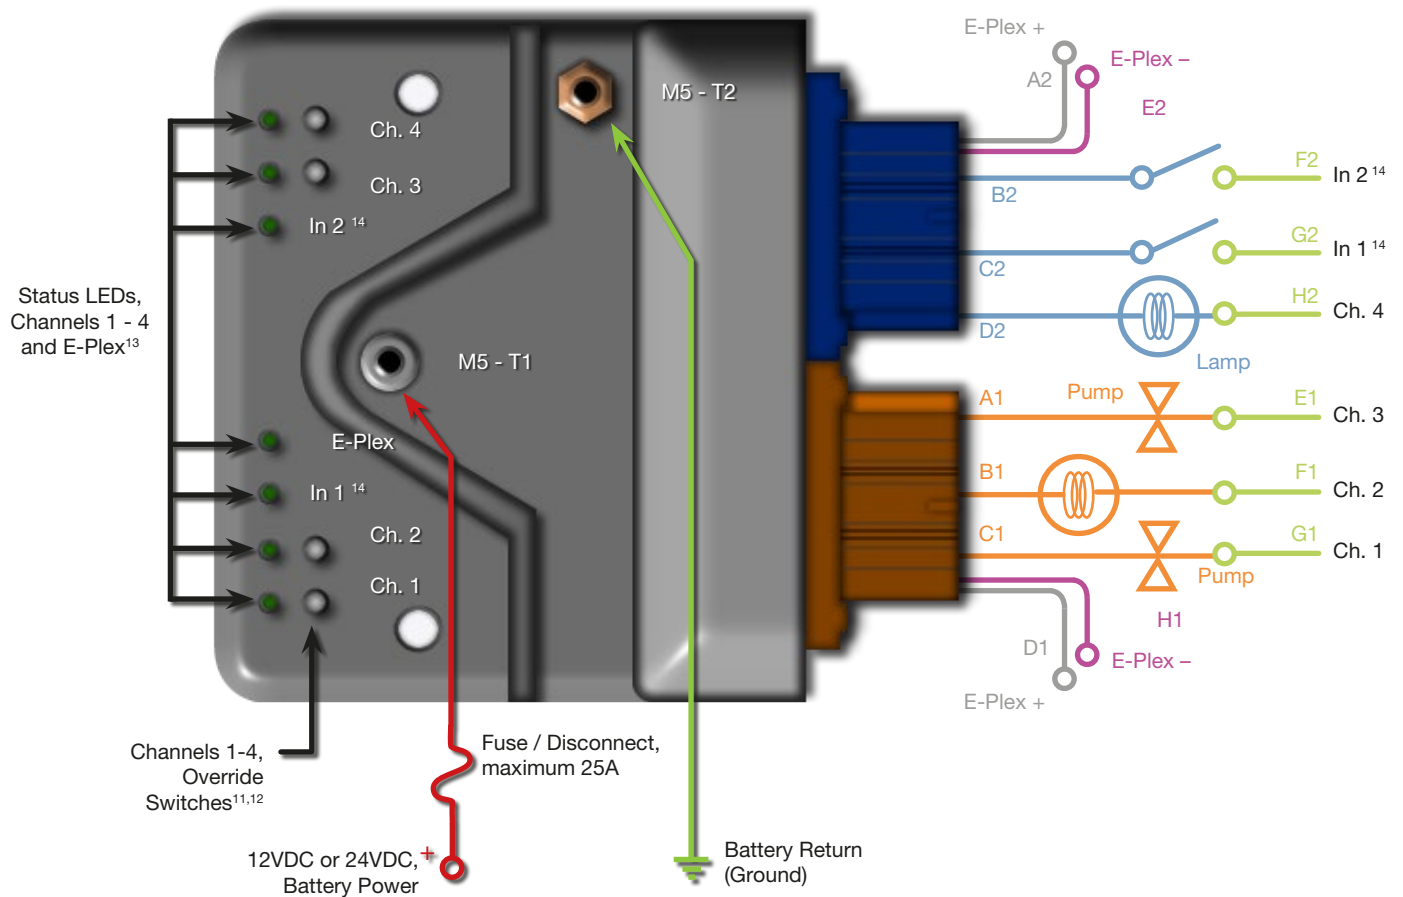 E-Plex +
A2
E-Plex –
E2
M5 - T2
Ch. 4
Ch. 3
In 2 14
B2
F2
In 2 14
C2
G2
In 1 14
D2
H2
Ch. 4
Lamp
Status LEDs,
Channels 1 - 4
and E-Plex13
M5 - T1
E-Plex
In 1 14
Ch. 2
Ch. 1
A1
Pump
E1
Ch. 3
B1
F1
Ch. 2
C1
G1
Ch. 1
Pump
H1
D1
E-Plex –
E-Plex +
Channels 1-4,
Override
Switches11,12
Fuse / Disconnect,
maximum 25A
12VDC or 24VDC, +
Battery Power
Battery Return
(Ground)